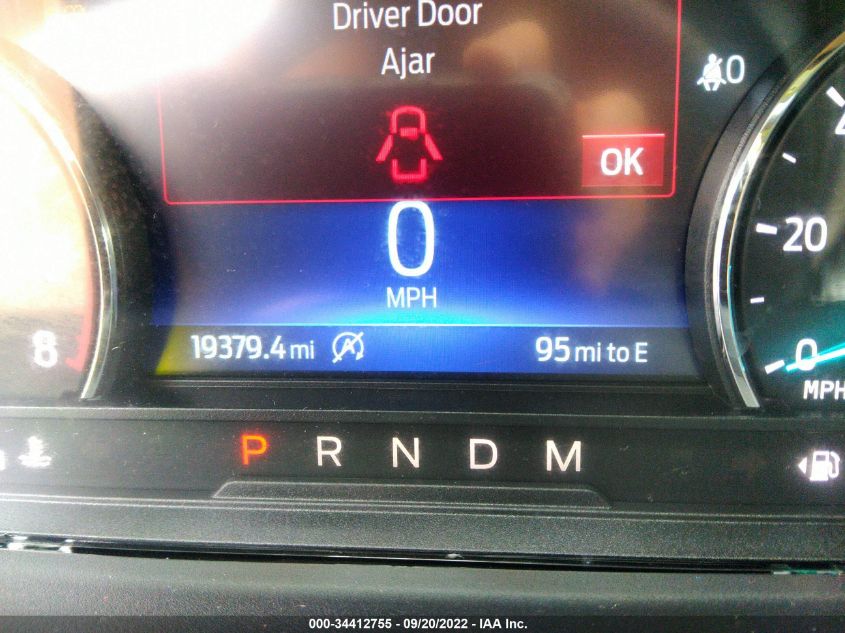 Driver Door
Ajar
0
OK
0
MPH
20
8
19379.4 mi
A
95 mi to E
0
MPH
P R N D M
000-34412755 - 09/20/2022 - IAA Inc.